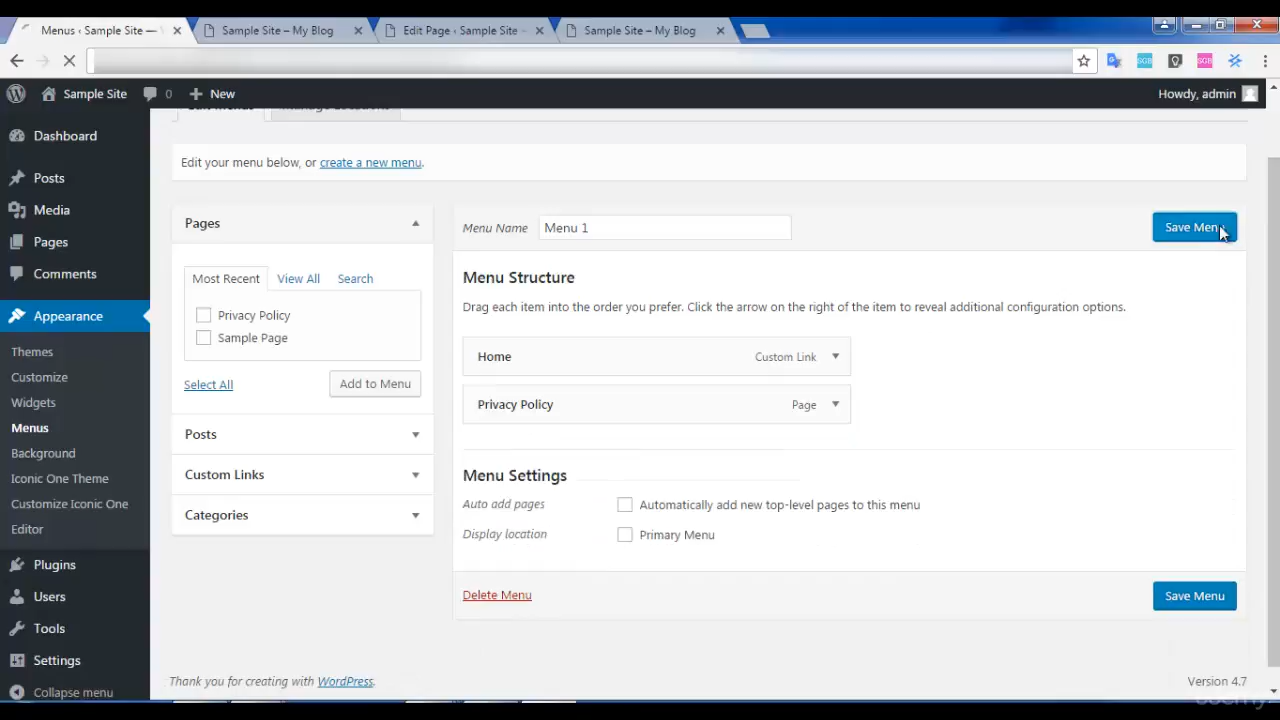 Menus ‹ Sample Site —
Sample Site – My Blog
Edit Page ‹ Sample Site
Sample Site – My Blog
Sample Site
0
New
Howdy, admin
Dashboard
Posts
Media
Pages
Comments
Appearance
Themes
Customize
Widgets
Menus
Background
Iconic One Theme
Customize Iconic One
Editor
Plugins
Users
Tools
Settings
Collapse menu
Edit Menus
Manage Locations
Edit your menu below, or create a new menu.
Pages
Most Recent
View All
Search
Privacy Policy
Sample Page
Select All
Add to Menu
Posts
Custom Links
Categories
Menu Name
Menu 1
Save Menu
Menu Structure
Drag each item into the order you prefer. Click the arrow on the right of the item to reveal additional configuration options.
Home
Custom Link
Privacy Policy
Page
Menu Settings
Auto add pages
Automatically add new top-level pages to this menu
Display location
Primary Menu
Delete Menu
Save Menu
Thank you for creating with WordPress.
Version 4.7
udemy